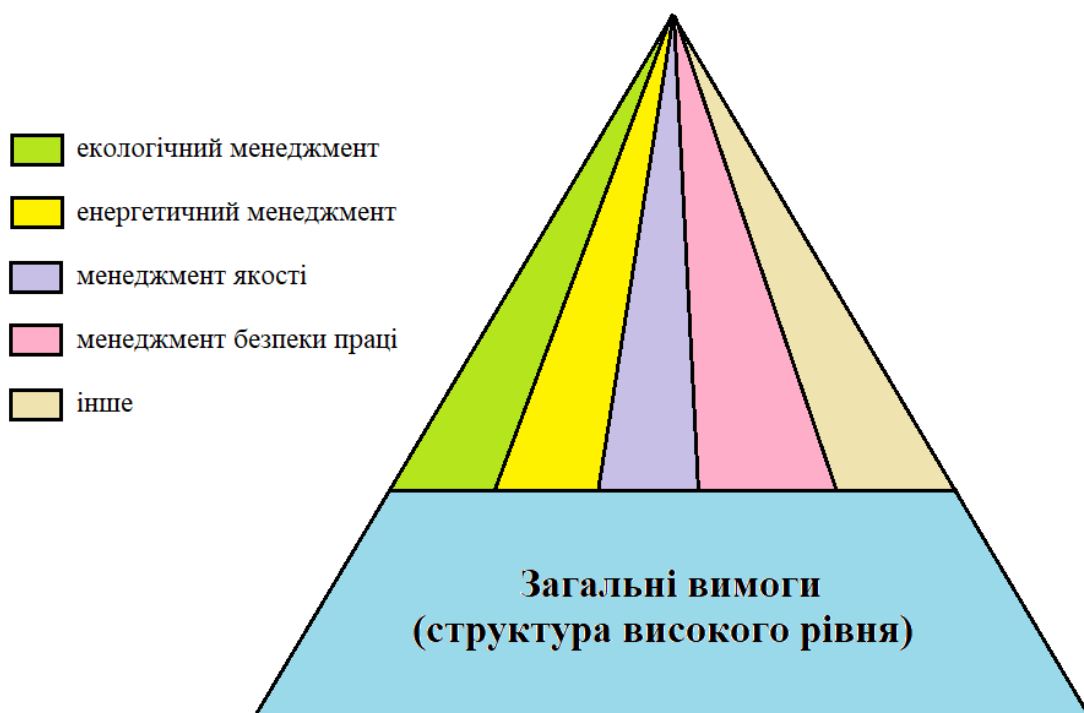 екологічний менеджмент
енергетичний менеджмент
менеджмент якості
менеджмент безпеки праці
інше
Загальні вимоги
(структура високого рівня)